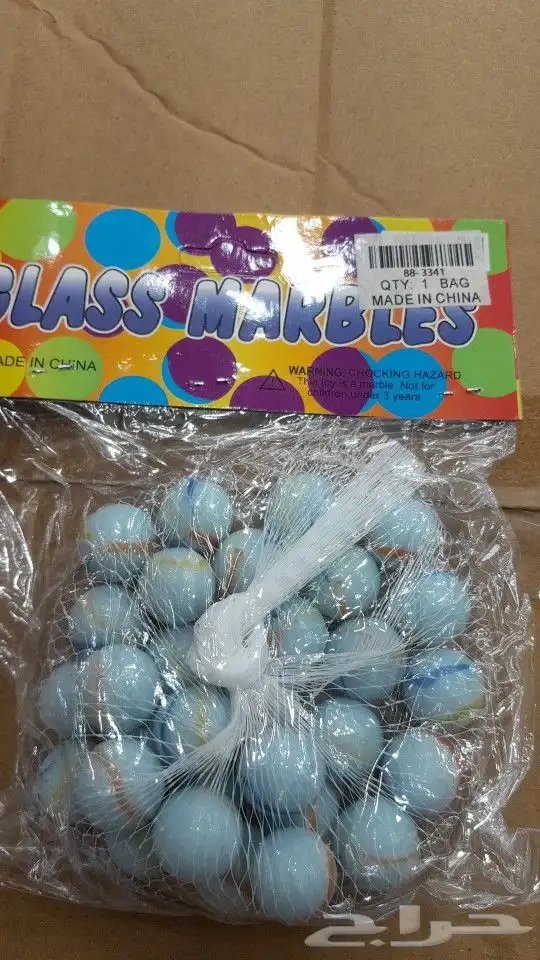 GLASS MARBLES
88-3341
QTY: 1 BAG
MADE IN CHINA
ADE IN CHINA
WARNING: CHOCKING HAZARD
This toy is a marble. Not for
children under 3 years
حراج